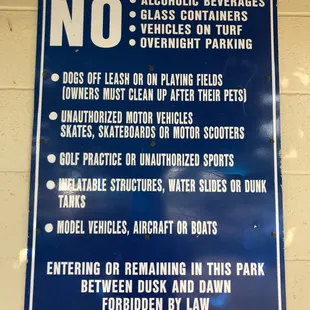 NO
• ALCOHOLIC BEVERAGES
• GLASS CONTAINERS
• VEHICLES ON TURF
• OVERNIGHT PARKING
• DOGS OFF LEASH OR ON PLAYING FIELDS
(OWNERS MUST CLEAN UP AFTER THEIR PETS)
• UNAUTHORIZED MOTOR VEHICLES
SKATES, SKATEBOARDS OR MOTOR SCOOTERS
• GOLF PRACTICE OR UNAUTHORIZED SPORTS
• INFLATABLE STRUCTURES, WATER SLIDES OR DUNK
TANKS
• MODEL VEHICLES, AIRCRAFT OR BOATS
ENTERING OR REMAINING IN THIS PARK
BETWEEN DUSK AND DAWN
FORBIDDEN BY LAW